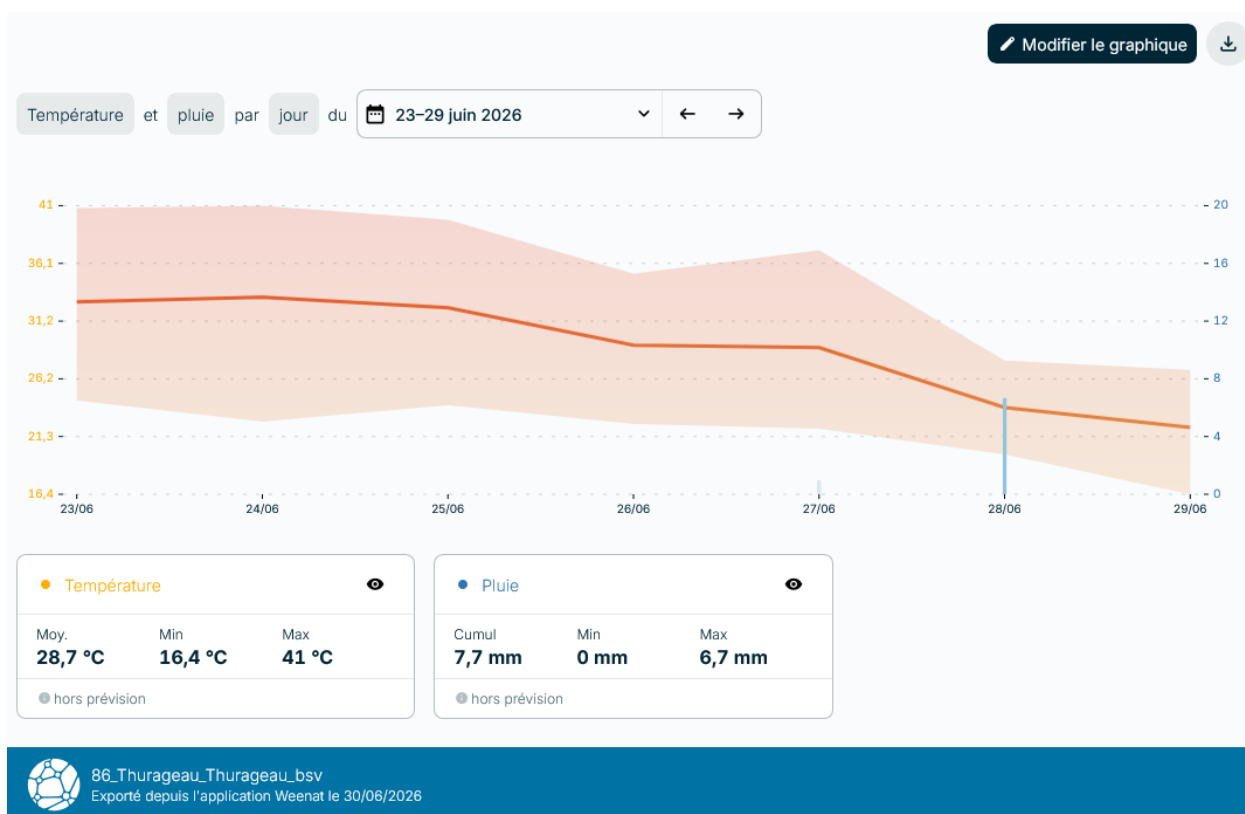 Modifier le graphique
Température et pluie par jour du 23–29 juin 2026
41 20
36,1 16
31,2 12
26,2 8
21,3 4
16,4 0
23/06 24/06 25/06 26/06 27/06 28/06 29/06
Température Pluie
Moy. Min Max Cumul Min Max
28,7 °C 16,4 °C 41 °C 7,7 mm 0 mm 6,7 mm
hors prévision hors prévision
86_Thurageau_Thurageau_bsv
Exporté depuis l'application Weenat le 30/06/2026